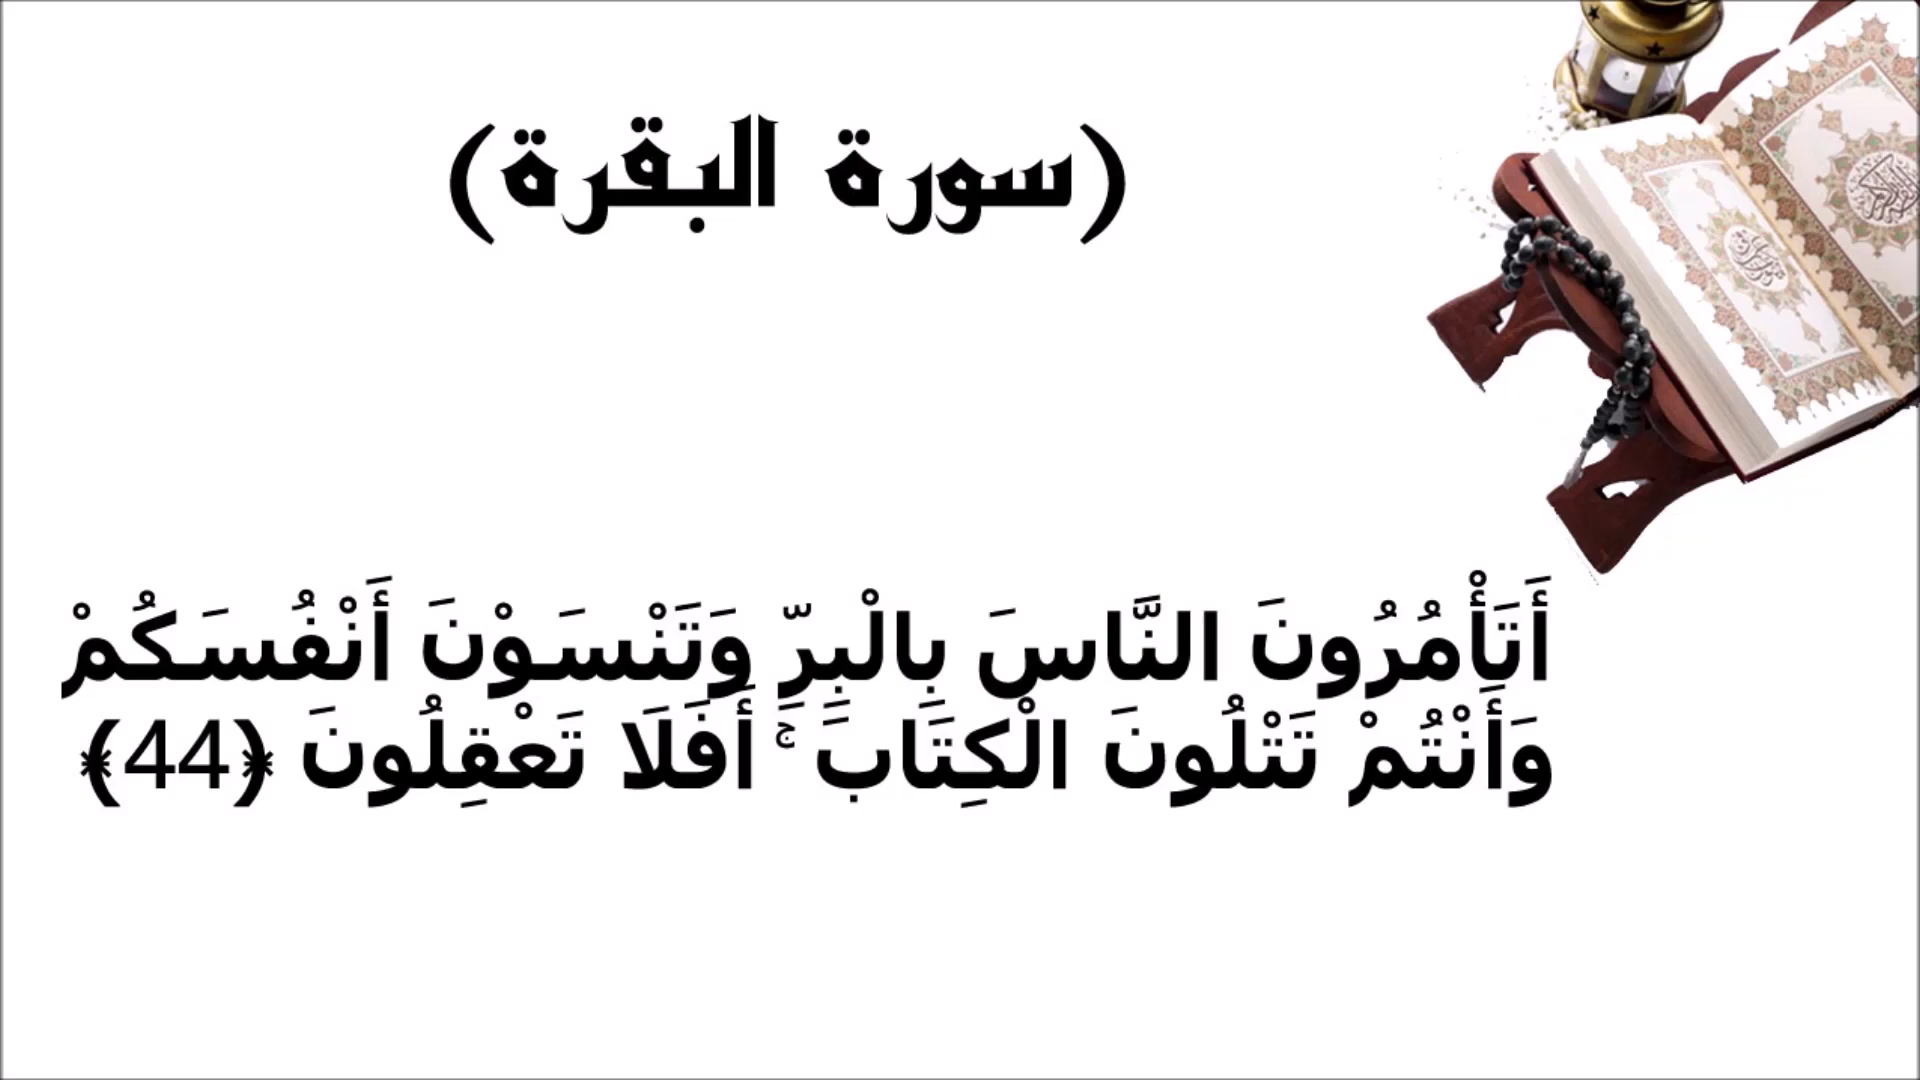 (سورة البقرة)
أَتَأْمُرُونَ النَّاسَ بِالْبِرِّ وَتَنْسَوْنَ أَنْفُسَكُمْ
وَأَنْتُمْ تَتْلُونَ الْكِتَابَ ۚ أَفَلَا تَعْقِلُونَ ﴿44﴾